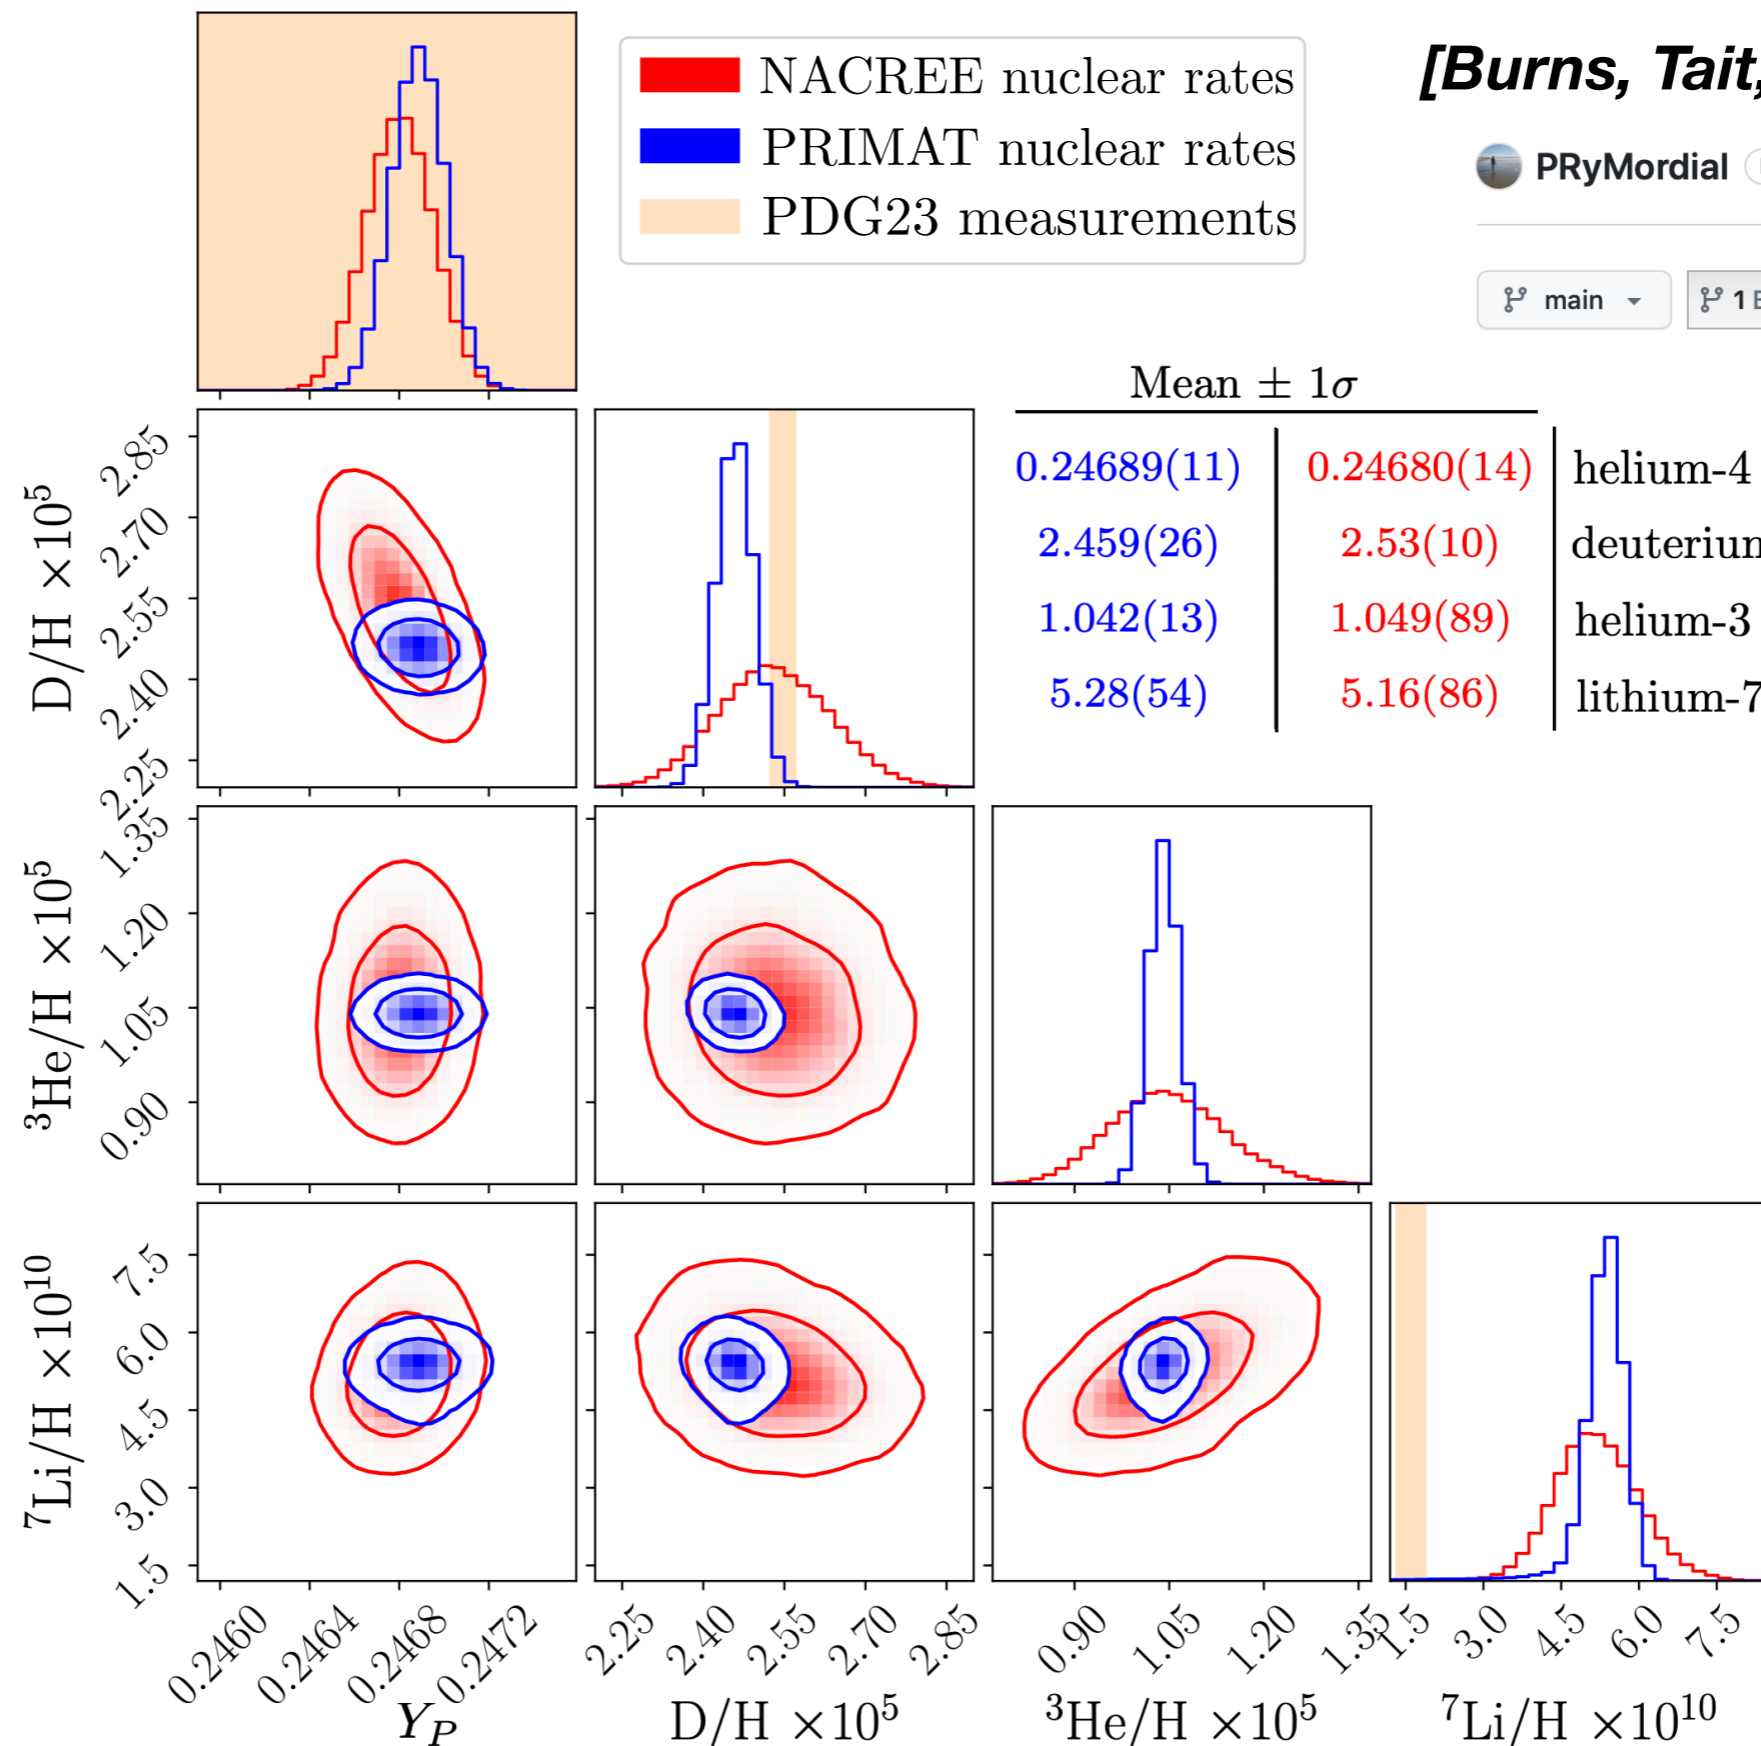 NACREE nuclear rates
PRIMAT nuclear rates
PDG23 measurements
[Burns, Tait,
PRyMordial
main
1
Mean ± 1σ
0.24689(11) 0.24680(14) helium-4
2.459(26) 2.53(10) deuteriu
1.042(13) 1.049(89) helium-3
5.28(54) 5.16(86) lithium-7
D/H ×10⁵
2.85
2.70
2.55
2.40
2.25
³He/H ×10⁵
1.35
1.20
1.05
0.90
⁷Li/H ×10¹⁰
7.5
6.0
4.5
3.0
1.5
0.2460 0.2464 0.2468 0.2472
2.25 2.40 2.55 2.70 2.85
0.90 1.05 1.20 1.35
1.5 3.0 4.5 6.0 7.5
Y_P
D/H ×10⁵
³He/H ×10⁵
⁷Li/H ×10¹⁰